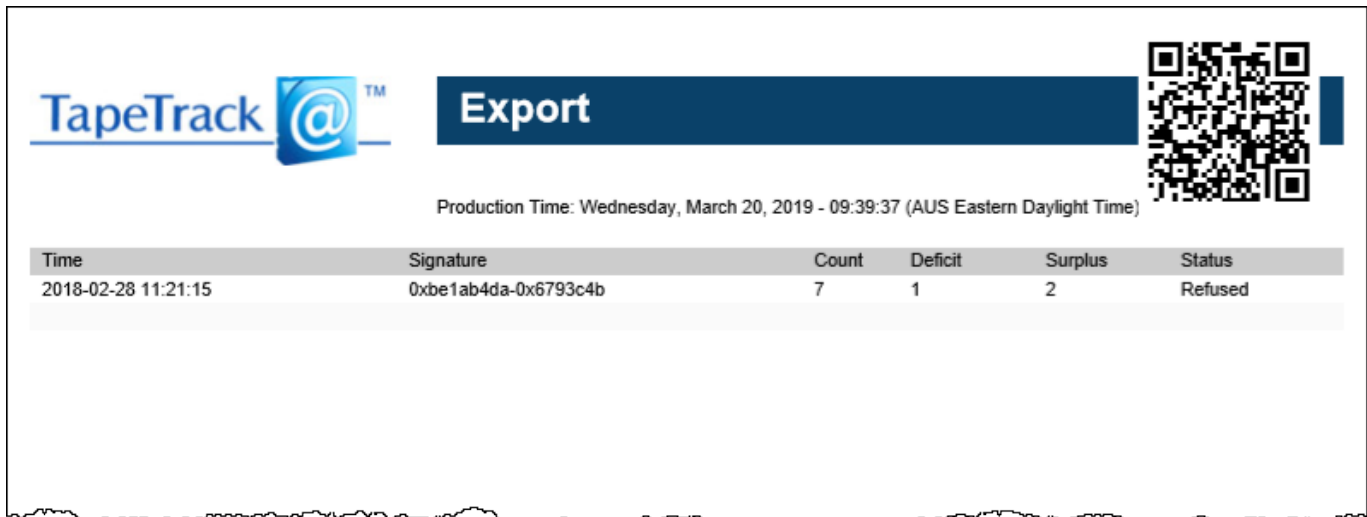 TapeTrack @ ™
Export
Production Time: Wednesday, March 20, 2019 - 09:39:37 (AUS Eastern Daylight Time)
Time Signature Count Deficit Surplus Status
2018-02-28 11:21:15 0xbe1ab4da-0x6793c4b 7 1 2 Refused